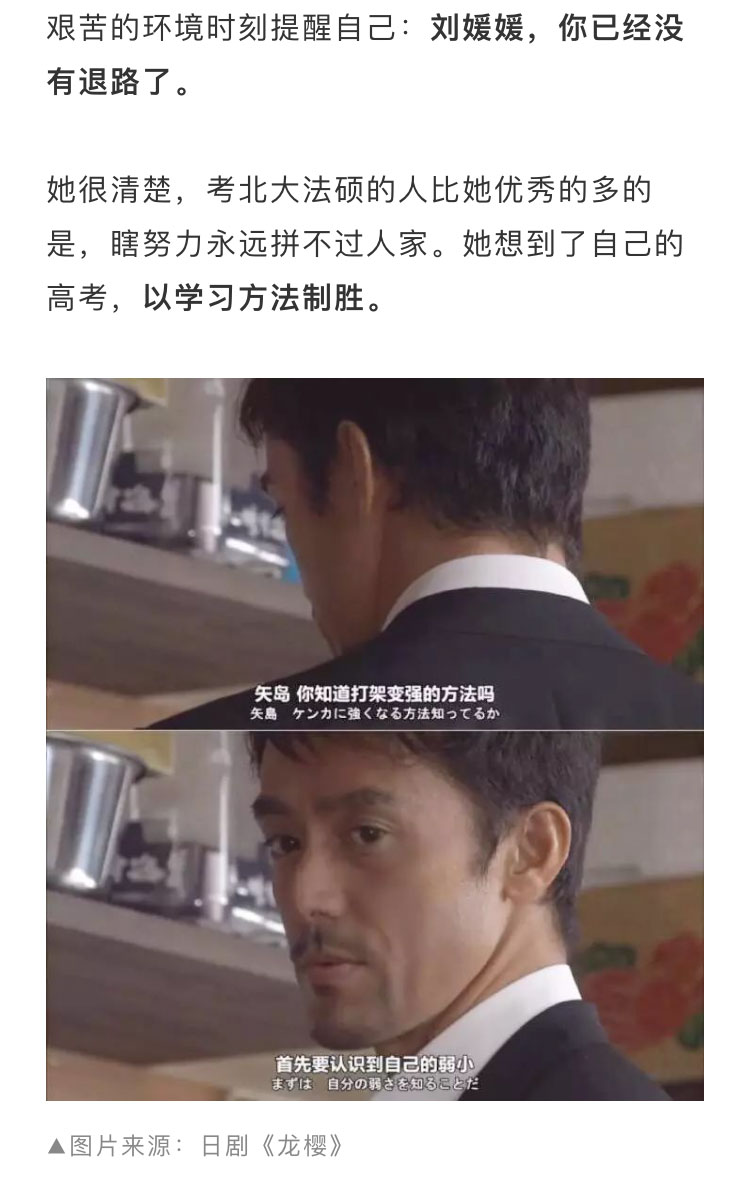 艰苦的环境时刻提醒自己：刘媛媛，你已经没
有退路了。
她很清楚，考北大法硕的人比她优秀的多的
是，瞎努力永远拼不过人家。她想到了自己的
高考，以学习方法制胜。
矢岛 你知道打架变强的方法吗
矢島　ケンカに強くなる方法知ってるか
首先要认识到自己的弱小
まずは　自分の弱さを知ることだ
▲图片来源：日剧《龙樱》